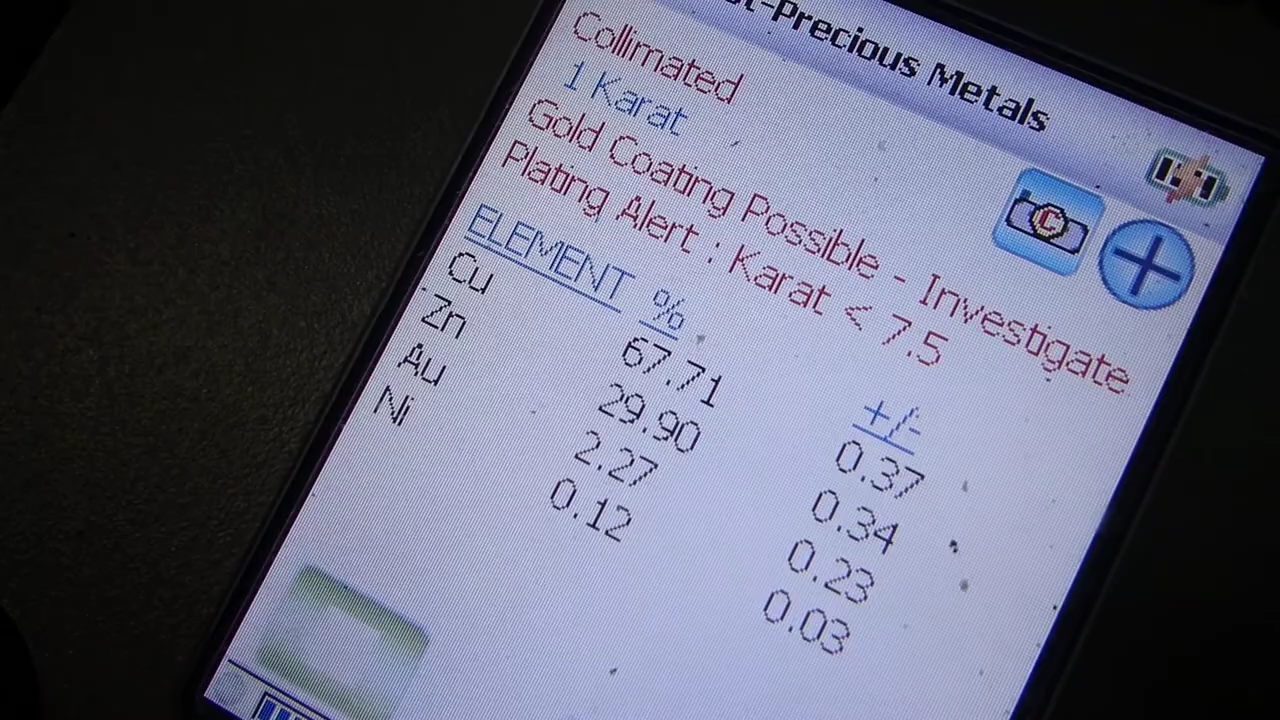 -Precious Metals
Collimated
1 Karat
Gold Coating Possible - Investigate
Plating Alert : Karat < 7.5
ELEMENT % +/-
Cu 67.71 0.37
Zn 29.90 0.34
Au 2.27 0.23
Ni 0.12 0.03